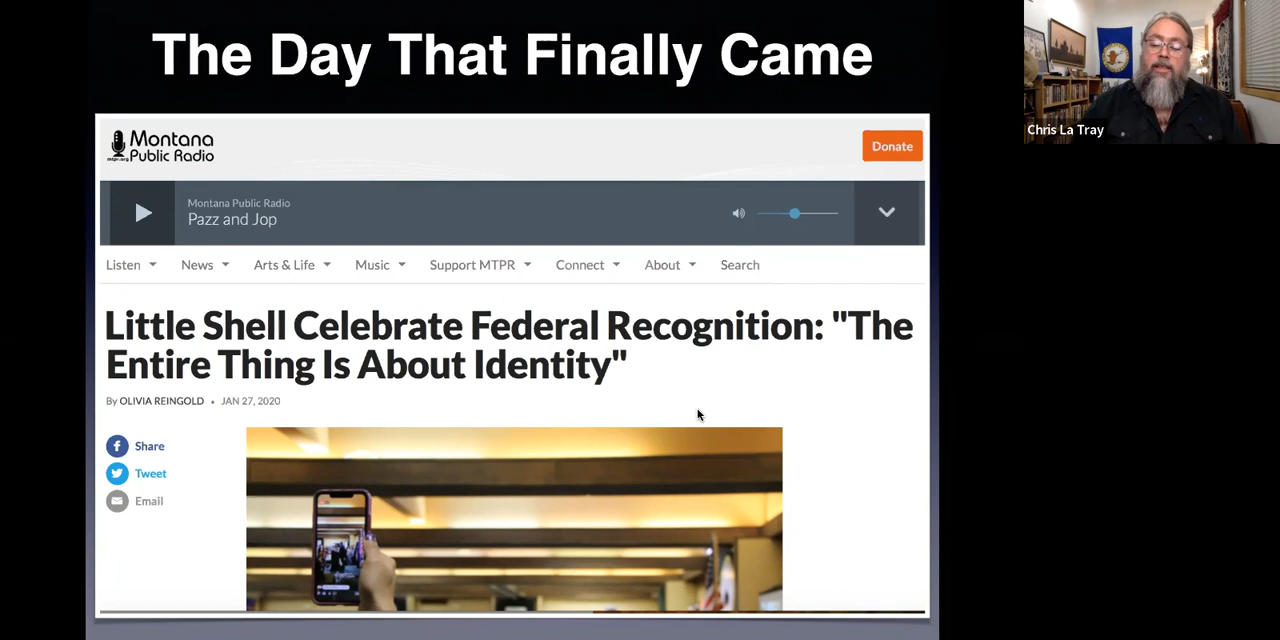 The Day That Finally Came
Montana
mtpr.org Public Radio
Donate
Montana Public Radio
Pazz and Jop
Listen News Arts & Life Music Support MTPR Connect About Search
Little Shell Celebrate Federal Recognition: "The
Entire Thing Is About Identity"
By OLIVIA REINGOLD • JAN 27, 2020
Share
Tweet
Email
Chris La Tray